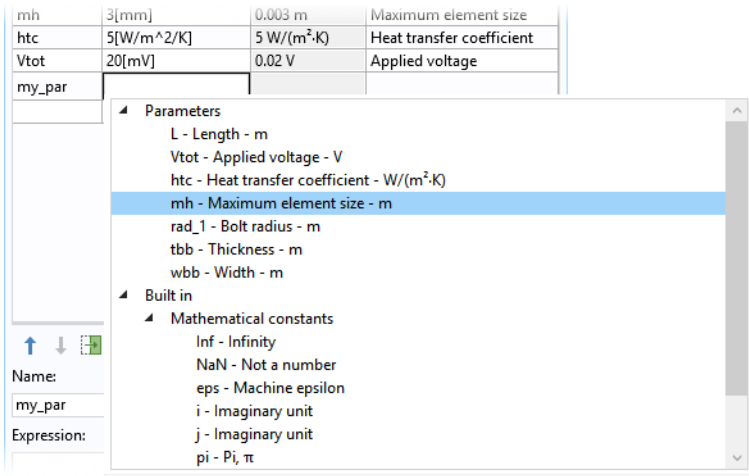 mh 3[mm] 0.003 m Maximum element size
htc 5[W/m^2/K] 5 W/(m²·K) Heat transfer coefficient
Vtot 20[mV] 0.02 V Applied voltage
my_par
Parameters
L - Length - m
Vtot - Applied voltage - V
htc - Heat transfer coefficient - W/(m²·K)
mh - Maximum element size - m
rad_1 - Bolt radius - m
tbb - Thickness - m
wbb - Width - m
Built in
Mathematical constants
Inf - Infinity
NaN - Not a number
eps - Machine epsilon
i - Imaginary unit
j - Imaginary unit
pi - Pi, π
Name:
my_par
Expression: